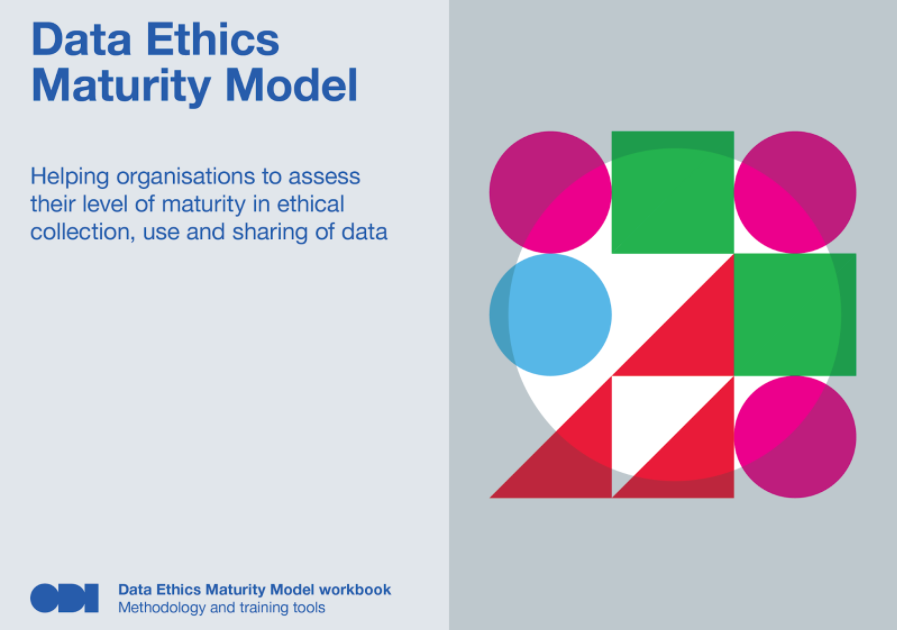 Data Ethics
Maturity Model
Helping organisations to assess
their level of maturity in ethical
collection, use and sharing of data
ODI
Data Ethics Maturity Model workbook
Methodology and training tools